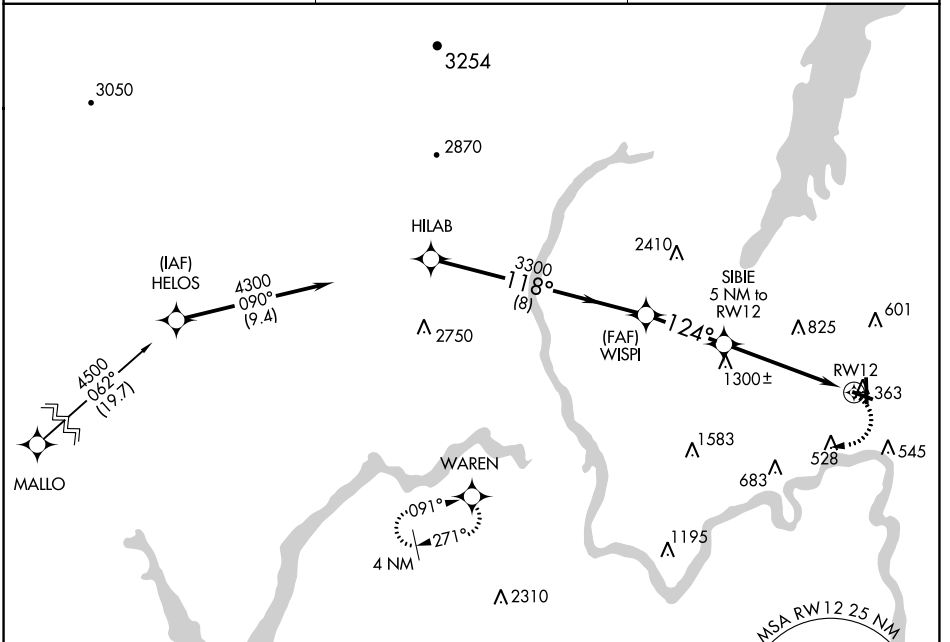 3254
3050
2870
HILAB
(IAF)
HELOS
4300
090°
(9.4)
3300
118°
(8)
2410
SIBIE
5 NM to
RW12
(FAF)
WISPI
124°
825
601
2750
1300±
RW12
363
4500
062°
(19.7)
MALLO
WAREN
091°
271°
4 NM
1583
683
528
545
1195
2310
MSA RW12 25 NM